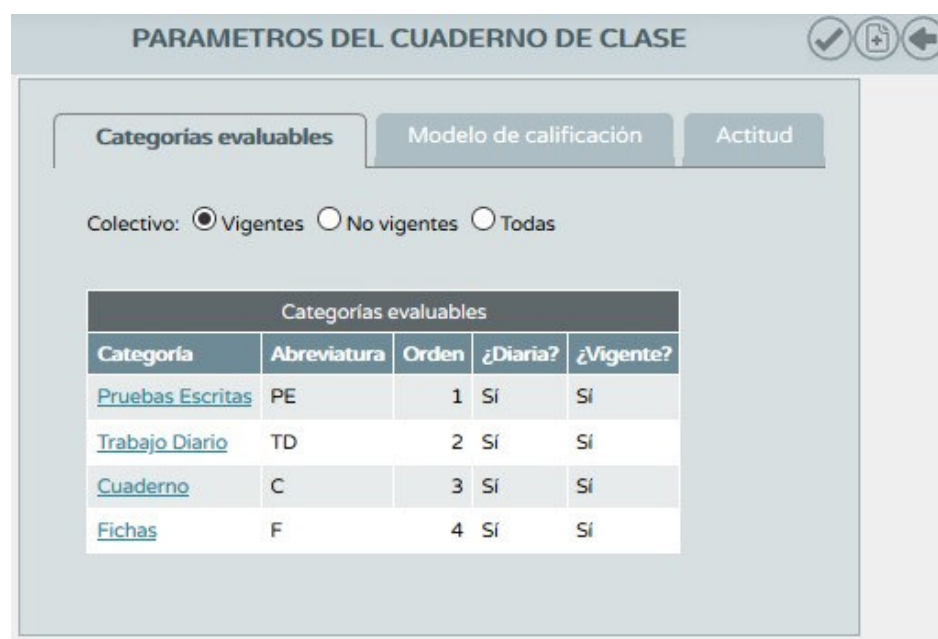 PARAMETROS DEL CUADERNO DE CLASE
Categorías evaluables Modelo de calificación Actitud
Colectivo: Vigentes No vigentes Todas
Categorías evaluables
Categoría Abreviatura Orden ¿Diaria? ¿Vigente?
Pruebas Escritas PE 1 Sí Sí
Trabajo Diario TD 2 Sí Sí
Cuaderno C 3 Sí Sí
Fichas F 4 Sí Sí